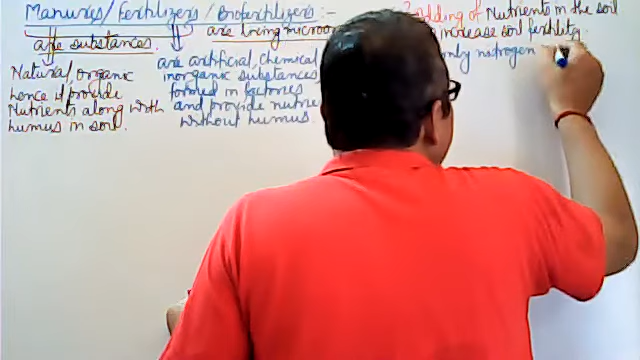 Manures/Fertilizers/Biofertilizers:-
are substances. are living
Natural/organic
hence it provide
Nutrients along with
humus in soil.
are artificial, chemical
inorganic substances
formed in factories
and provide
without humus.
Adding of Nutrients in the soil
increase soil fertility.
only nitrogen